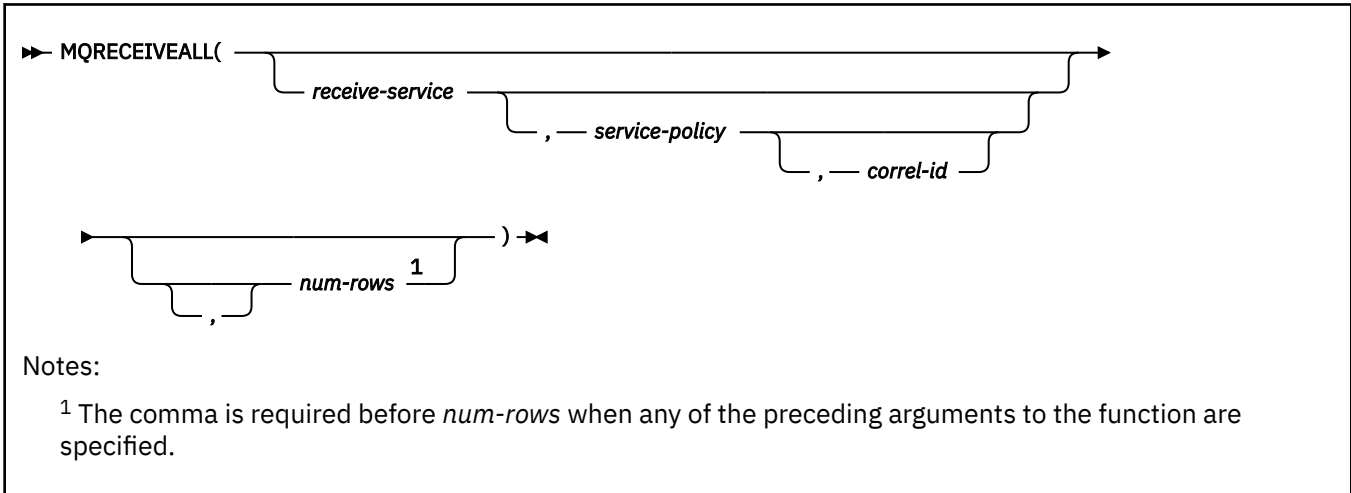 MQRECEIVEALL(
receive-service
, service-policy
, correl-id
)
num-rows 1
,
Notes:
1 The comma is required before num-rows when any of the preceding arguments to the function are
specified.